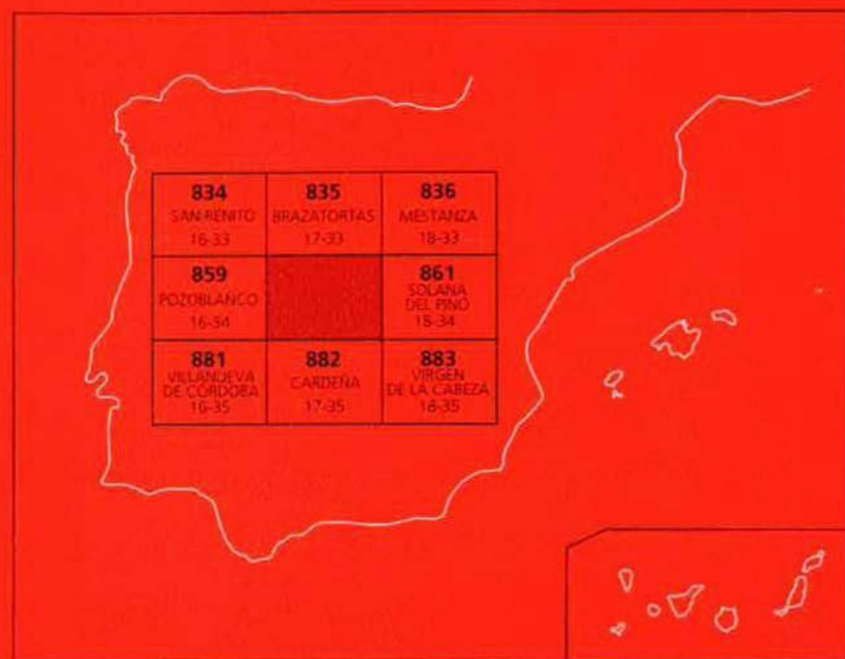 834
SAN BENITO
16-33
835
BRAZATORTAS
17-33
836
MESTANZA
18-33
859
POZOBLANCO
16-34
861
SOLANA
DEL PINO
18-34
881
VILLANUEVA
DE CÓRDOBA
16-35
882
CARDEÑA
17-35
883
VIRGEN
DE LA CABEZA
18-35